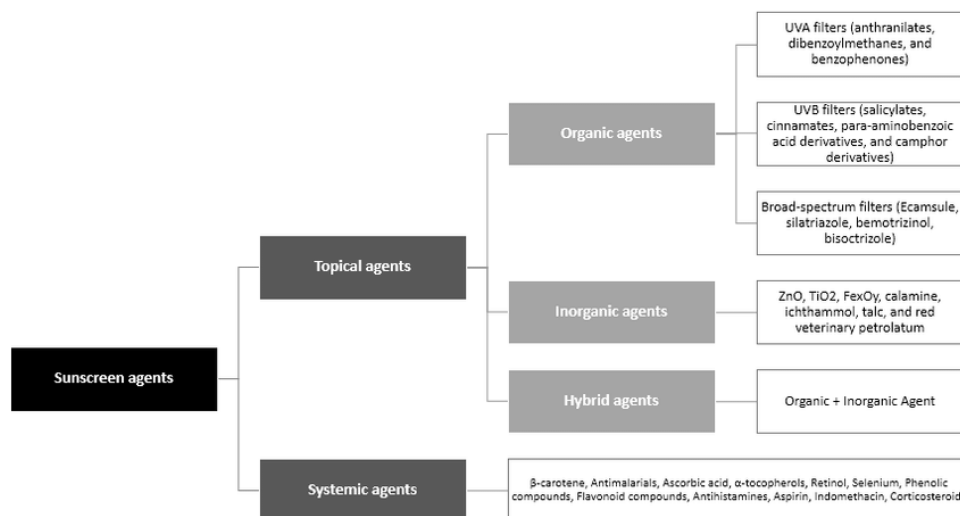 UVA filters (anthranilates,
dibenzoylmethanes, and
benzophenones)
Organic agents
UVB filters (salicylates,
cinnamates, para-aminobenzoic
acid derivatives, and camphor
derivatives)
Broad-spectrum filters (Ecamsule,
silatriazole, bemotrizinol,
bisoctrizole)
Topical agents
Inorganic agents
ZnO, TiO2, FexOy, calamine,
ichthammol, talc, and red
veterinary petrolatum
Sunscreen agents
Hybrid agents
Organic + Inorganic Agent
Systemic agents
β-carotene, Antimalarials, Ascorbic acid, α-tocopherols, Retinol, Selenium, Phenolic
compounds, Flavonoid compounds, Antihistamines, Aspirin, Indomethacin, Corticosteroid